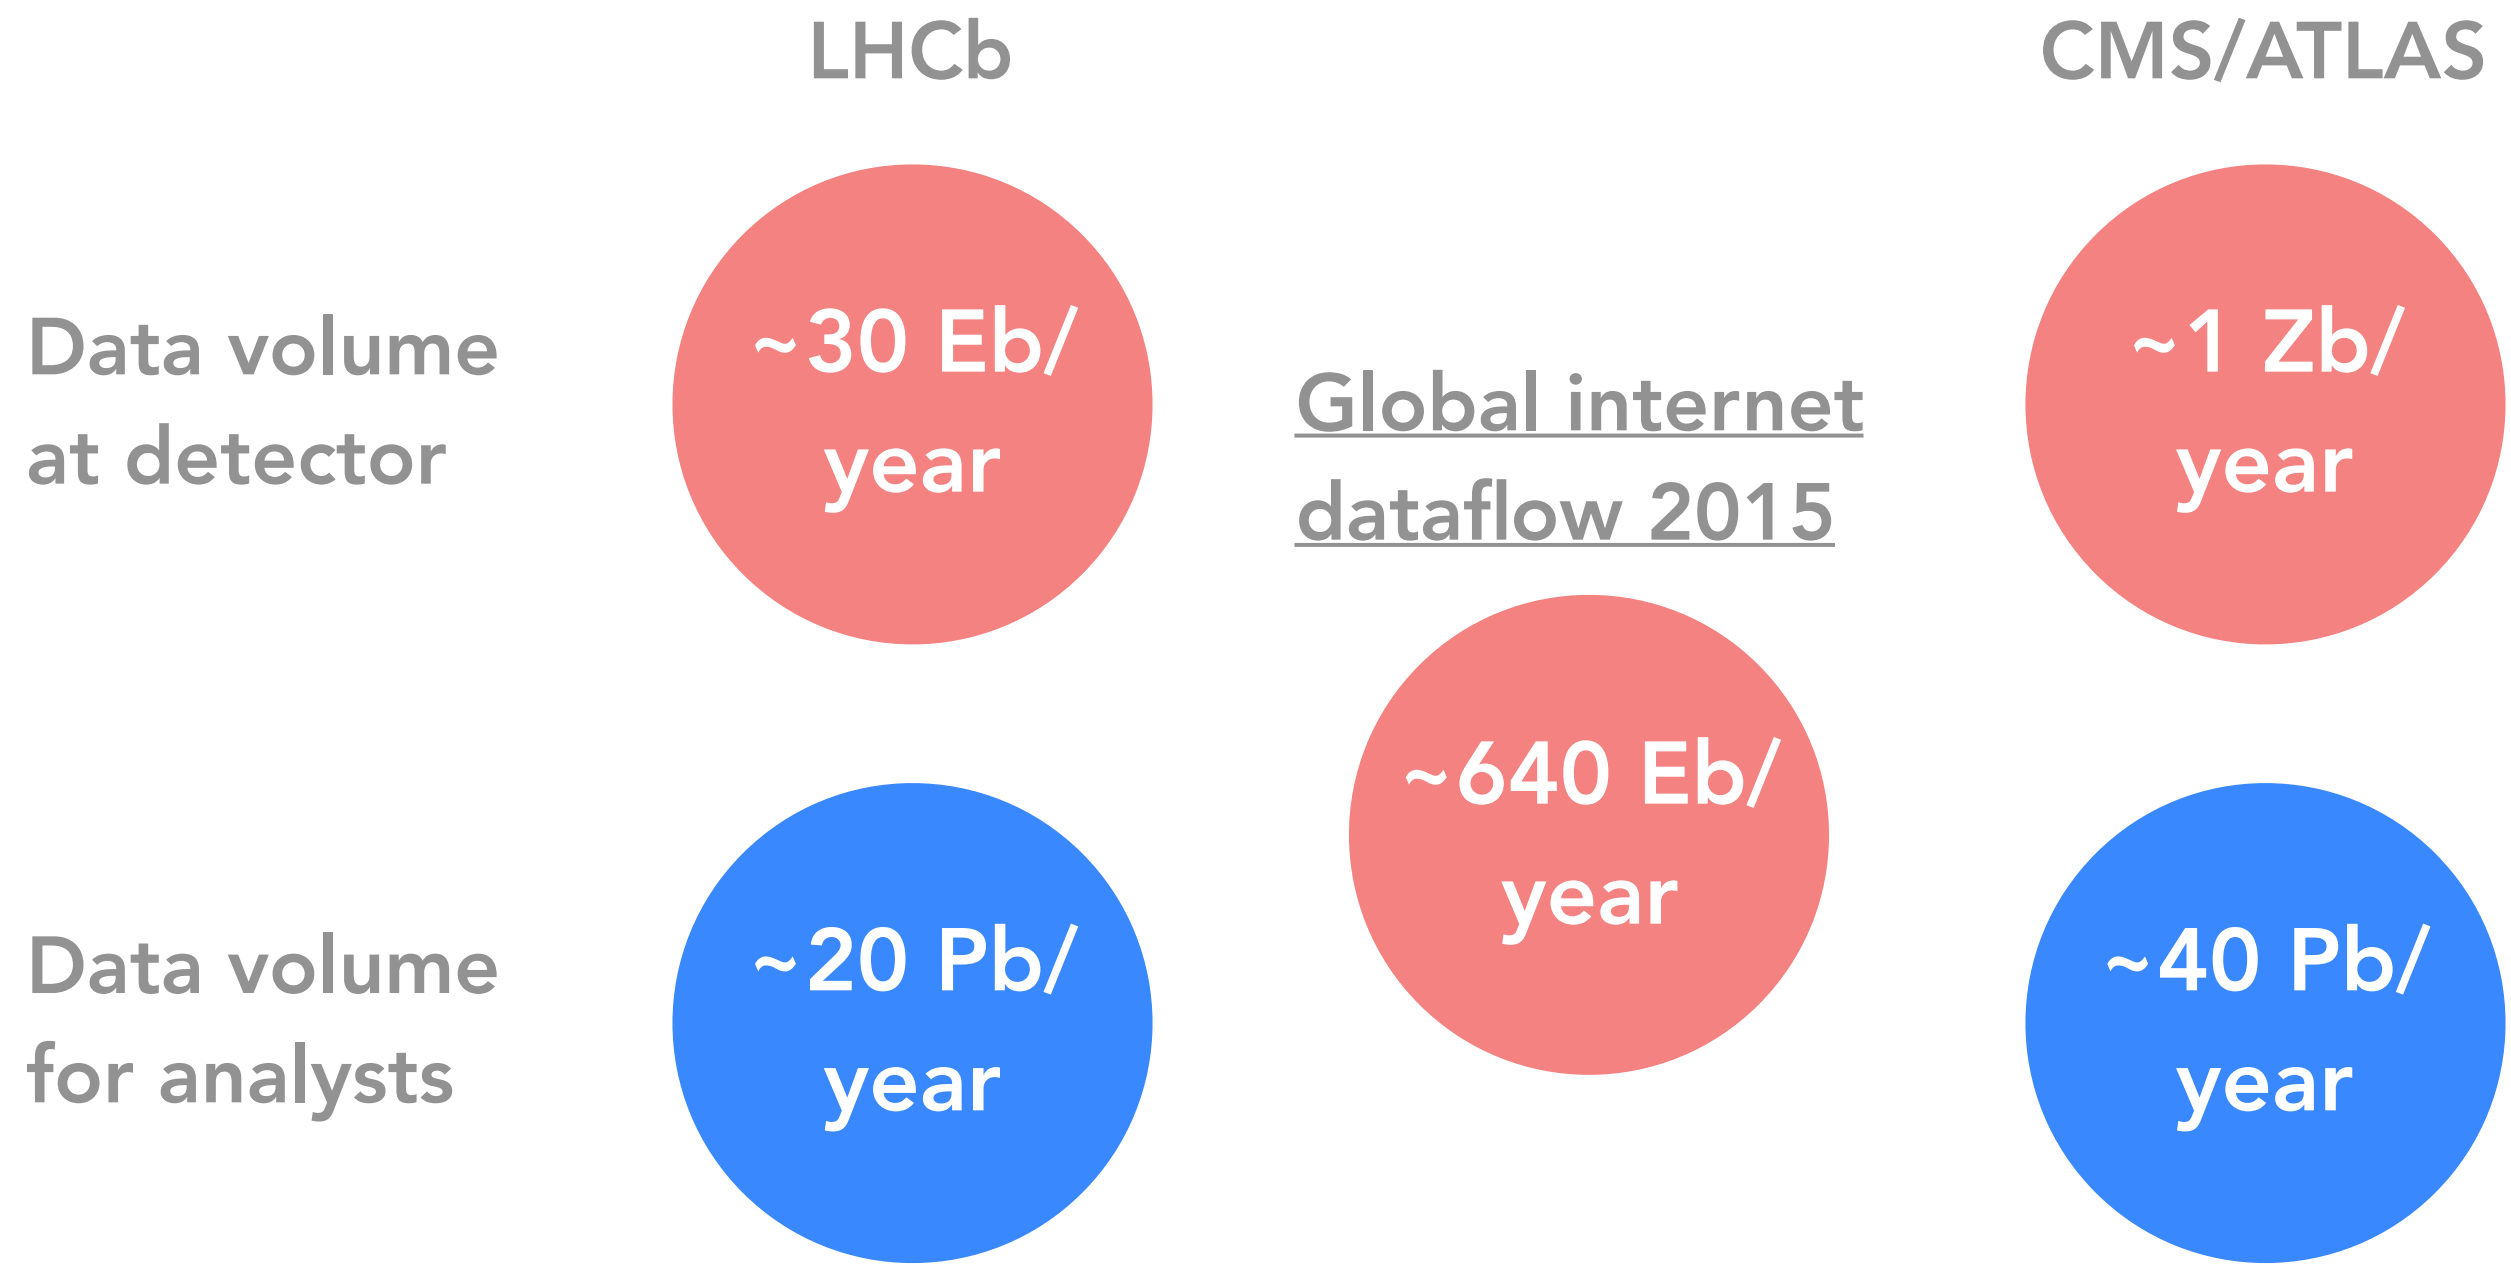 LHCb
CMS/ATLAS
Data volume
at detector
~30 Eb/
year
Global internet
dataflow 2015
~640 Eb/
year
~ 1 Zb/
year
Data volume
for analysts
~20 Pb/
year
~40 Pb/
year